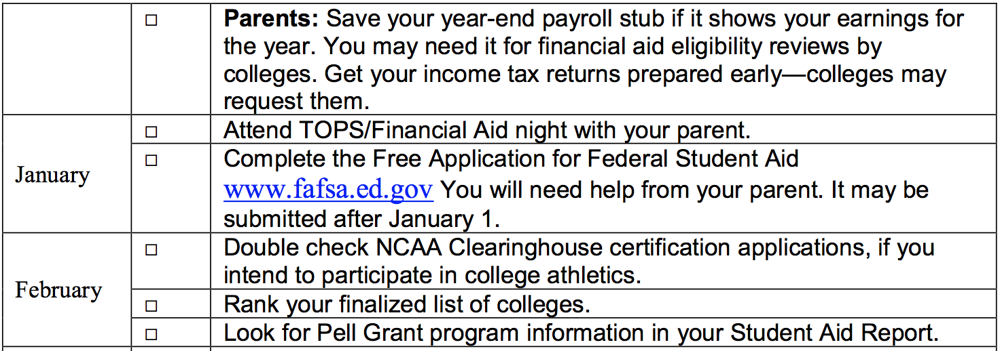 ☐ Parents: Save your year-end payroll stub if it shows your earnings for
the year. You may need it for financial aid eligibility reviews by
colleges. Get your income tax returns prepared early—colleges may
request them.
January
☐ Attend TOPS/Financial Aid night with your parent.
☐ Complete the Free Application for Federal Student Aid
www.fafsa.ed.gov You will need help from your parent. It may be
submitted after January 1.
February
☐ Double check NCAA Clearinghouse certification applications, if you
intend to participate in college athletics.
☐ Rank your finalized list of colleges.
☐ Look for Pell Grant program information in your Student Aid Report.